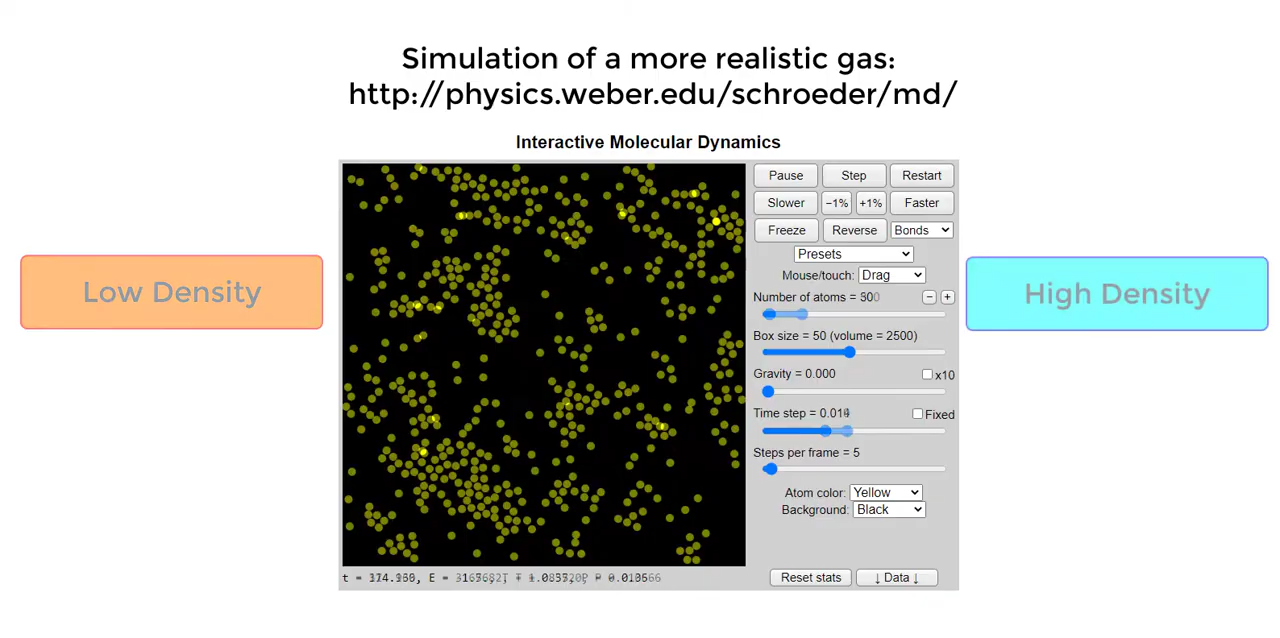 Simulation of a more realistic gas:
http://physics.weber.edu/schroeder/md/
Interactive Molecular Dynamics
Pause Step Restart
Slower −1% +1% Faster
Freeze Reverse Bonds
Presets
Mouse/touch: Drag
Low Density
High Density
Number of atoms = − +
Box size = 50 (volume = 2500)
Gravity = 0.000 x10
Time step = Fixed
Steps per frame = 5
Atom color: Yellow
Background: Black
t = E =
Reset stats ↓ Data ↓